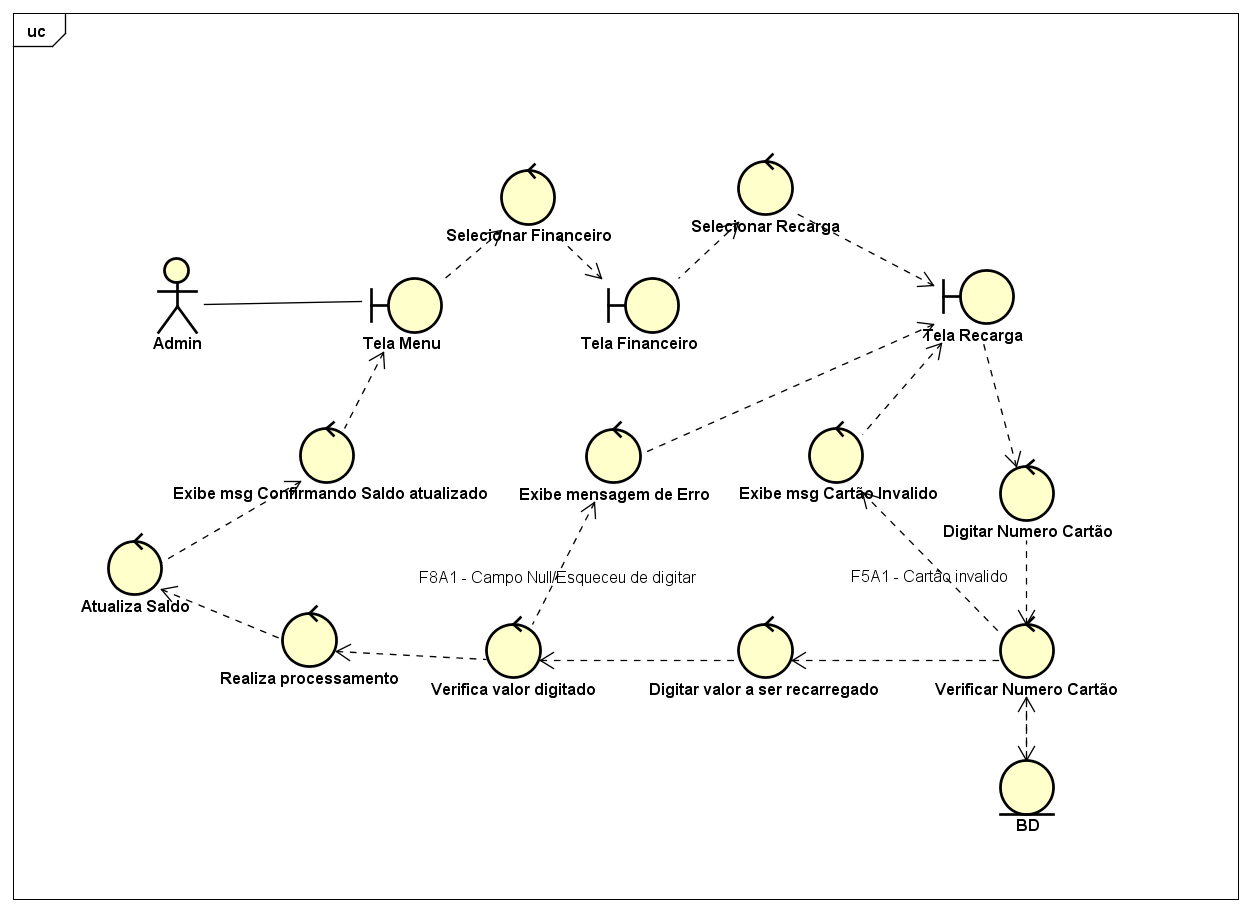 uc
Selecionar Financeiro
Selecionar Recarga
Admin
Tela Menu
Tela Financeiro
Tela Recarga
Exibe msg Confirmando Saldo atualizado
Exibe mensagem de Erro
Exibe msg Cartão Invalido
Digitar Numero Cartão
F8A1 - Campo Null/Esqueceu de digitar
F5A1 - Cartão invalido
Atualiza Saldo
Realiza processamento
Verifica valor digitado
Digitar valor a ser recarregado
Verificar Numero Cartão
BD